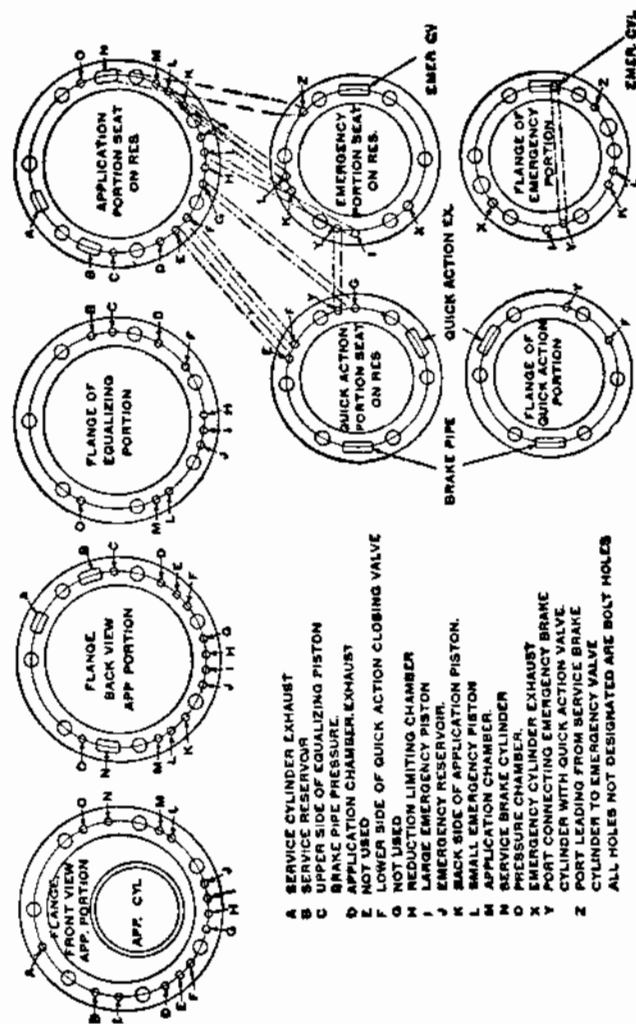 A
B
C
D
E
F
G
H
I
J
K
L
M
N
O
APPLICATION
PORTION SEAT
ON RES.
B
C
D
F
H
I
J
L
M
O
FLANGE OF
EQUALIZING
PORTION
A
B
C
D
E
F
G
H
I
J
K
L
M
N
O
FLANGE
BACK VIEW
APP PORTION
A
B
D
E
F
G
H
I
J
L
M
N
O
FLANGE
FRONT VIEW
APP. PORTION
APP. CYL
Z
EMER CY
L
K
Y
I
X
EMERGENCY
PORTION SEAT
ON RES.
EMER CYL
Z
X
I
Y
K
L
FLANGE OF
EMERGENCY
PORTION
E
F
Y
G
QUICK ACTION
PORTION SEAT
ON RES
QUICK ACTION EX.
BRAKE PIPE
Y
F
FLANGE OF
QUICK ACTION
PORTION
A SERVICE CYLINDER EXHAUST
B SERVICE RESERVOIR
C UPPER SIDE OF EQUALIZING PISTON
BRAKE PIPE PRESSURE.
D APPLICATION CHAMBER.EXHAUST
E NOT USED
F LOWER SIDE OF QUICK ACTION CLOSING VALVE
G NOT USED
H REDUCTION LIMITING CHAMBER
I LARGE EMERGENCY PISTON
J EMERGENCY RESERVOIR.
K BACK SIDE OF APPLICATION PISTON.
L SMALL EMERGENCY PISTON
M APPLICATION CHAMBER.
N SERVICE BRAKE CYLINDER
O PRESSURE CHAMBER.
X EMERGENCY CYLINDER EXHAUST
Y PORT CONNECTING EMERGENCY BRAKE
CYLINDER WITH QUICK ACTION VALVE.
Z PORT LEADING FROM SERVICE BRAKE
CYLINDER TO EMERGENCY VALVE
ALL HOLES NOT DESIGNATED ARE BOLT HOLES